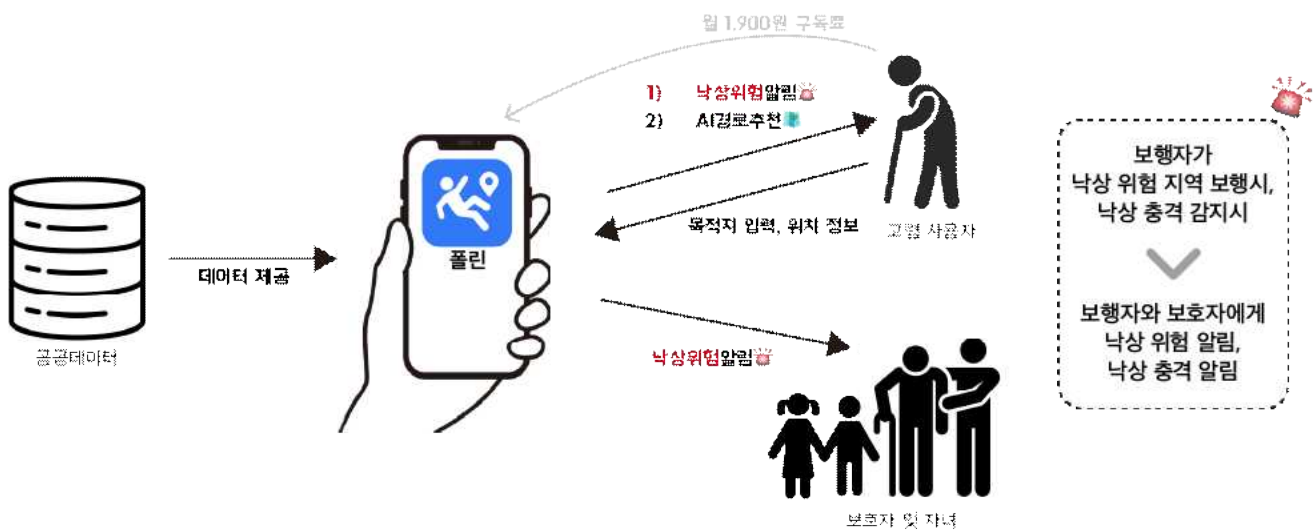 월 1,900원 구독료
1) 낙상위험알림
2) AI경로추천
목적지 입력, 위치 정보
고령 사용자
폴린
데이터 제공
공공데이터
낙상위험알림
보호자 및 자녀
보행자가
낙상 위험 지역 보행시,
낙상 충격 감지시
보행자와 보호자에게
낙상 위험 알림,
낙상 충격 알림